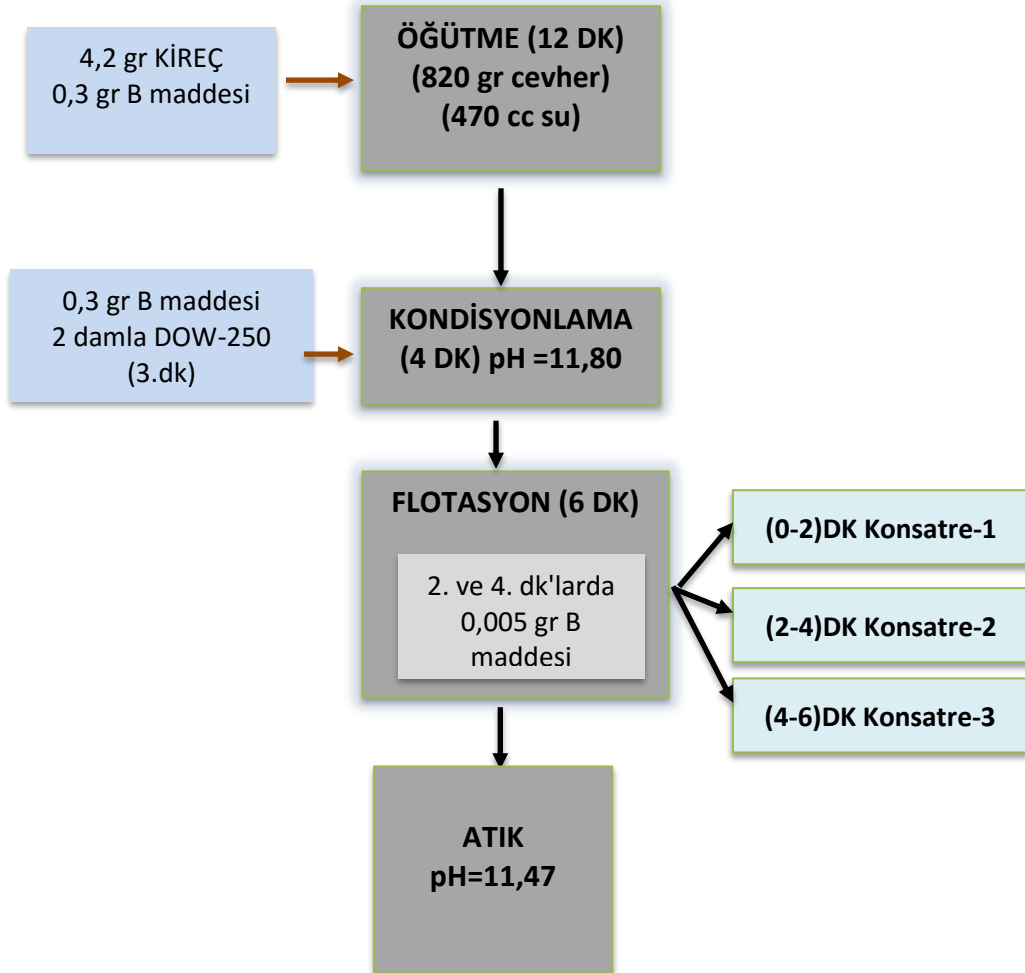 4,2 gr KİREÇ
0,3 gr B maddesi
ÖĞÜTME (12 DK)
(820 gr cevher)
(470 cc su)
0,3 gr B maddesi
2 damla DOW-250
(3.dk)
KONDİSYONLAMA
(4 DK) pH =11,80
FLOTASYON (6 DK)
2. ve 4. dk'larda
0,005 gr B
maddesi
(0-2)DK Konsatre-1
(2-4)DK Konsatre-2
(4-6)DK Konsatre-3
ATIK
pH=11,47